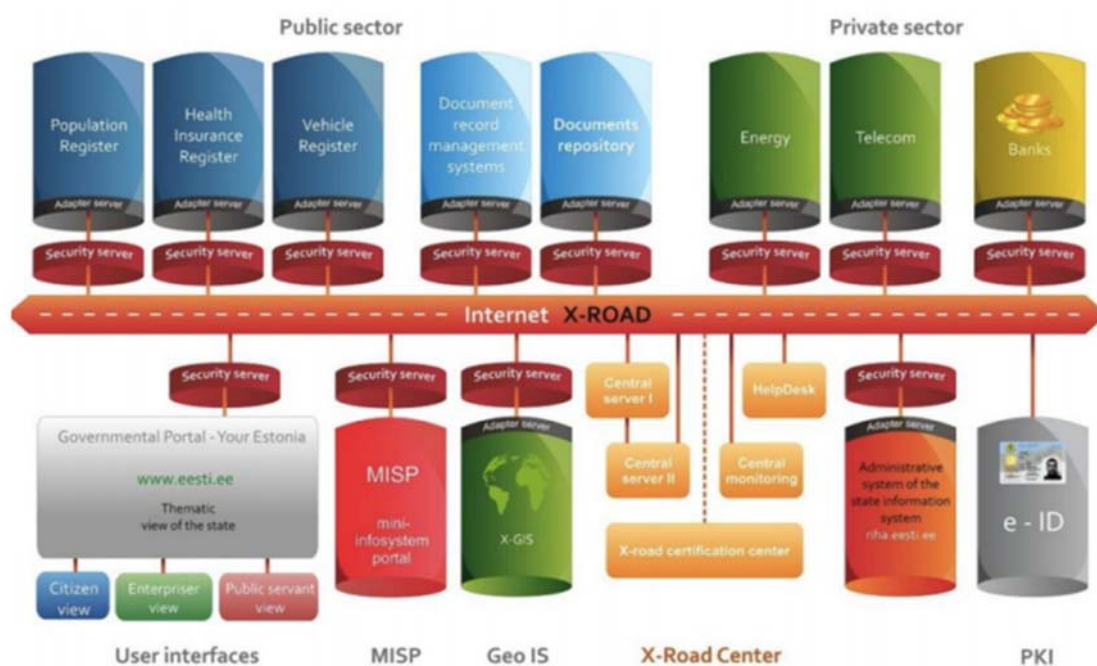 Public sector
Private sector
Population
Register
Health
Insurance
Register
Vehicle
Register
Document
record
management
systems
Documents
repository
Energy
Telecom
Banks
Adapter server
Adapter server
Adapter server
Adapter server
Adapter server
Adapter server
Adapter server
Adapter server
Security server
Security server
Security server
Security server
Security server
Security server
Security server
Security server
Internet X-ROAD
Security server
Security server
Security server
Security server
Governmental Portal - Your Estonia
www.eesti.ee
Thematic
view of the state
Citizen
view
Enterpriser
view
Public servant
view
MISP
mini-
infosystem
portal
Adapter server
X-GIS
Central
server I
Central
server II
HelpDesk
Central
monitoring
X-road certification center
Adapter server
Administrative
system of the
state information
system
riha.eesti.ee
e - ID
User interfaces
MISP
Geo IS
X-Road Center
PKI